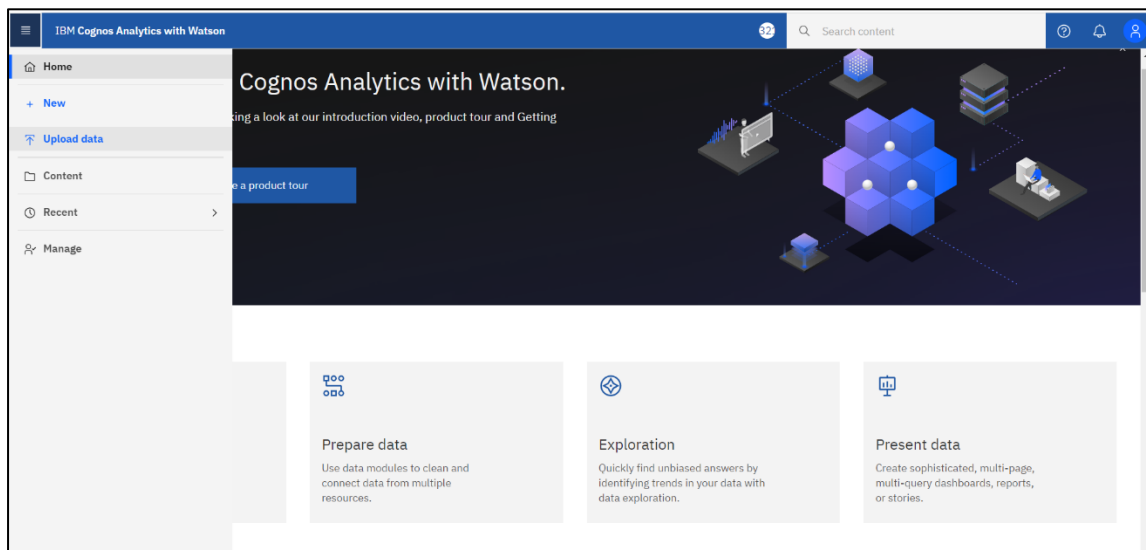 IBM Cognos Analytics with Watson
Search content
Home
New
Upload data
Content
Recent
Manage
Cognos Analytics with Watson.
king a look at our introduction video, product tour and Getting
e a product tour
Prepare data
Use data modules to clean and
connect data from multiple
resources.
Exploration
Quickly find unbiased answers by
identifying trends in your data with
data exploration.
Present data
Create sophisticated, multi-page,
multi-query dashboards, reports,
or stories.